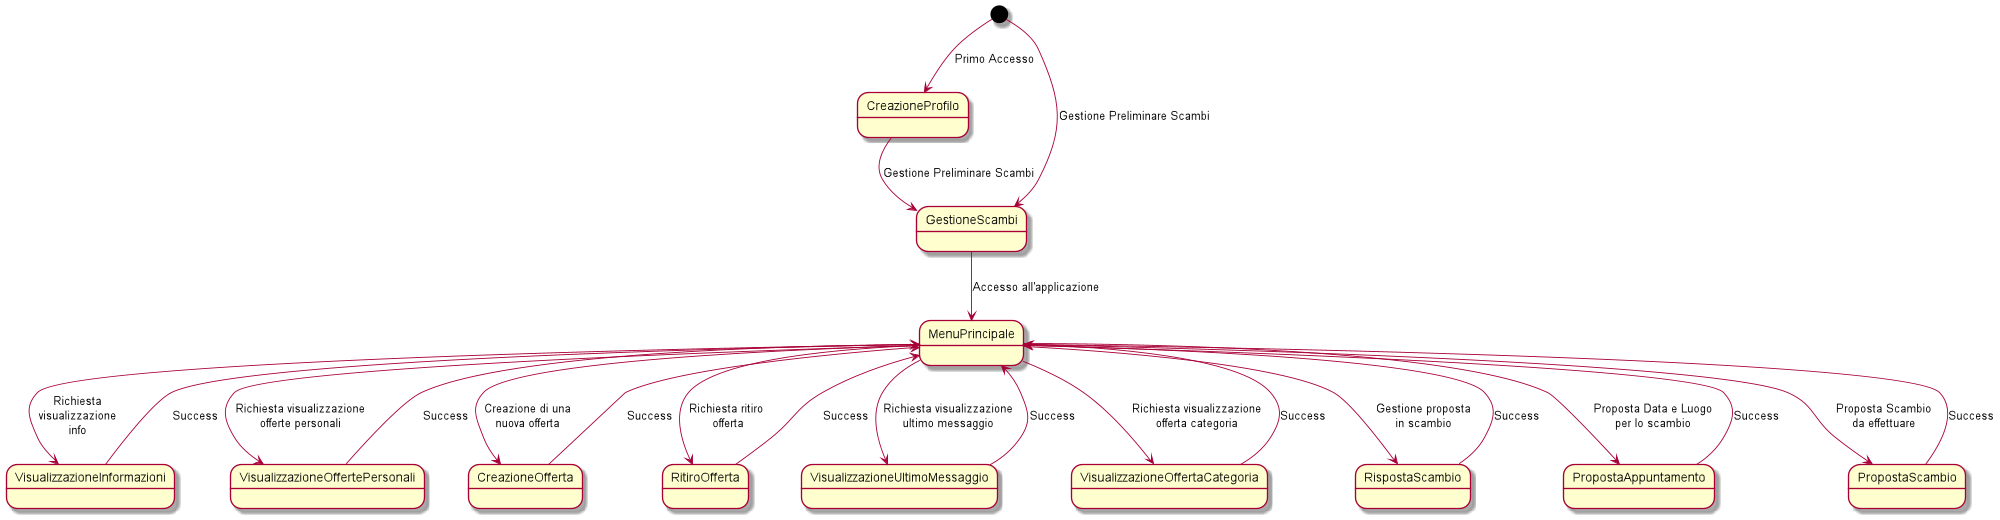 Primo Accesso
CreazioneProfilo
Gestione Preliminare Scambi
Gestione Preliminare Scambi
GestioneScambi
Accesso all'applicazione
MenuPrincipale
Richiesta
visualizzazione
info
Success
Richiesta visualizzazione
offerte personali
Success
Creazione di una
nuova offerta
Success
Richiesta ritiro
offerta
Success
Richiesta visualizzazione
ultimo messaggio
Success
Richiesta visualizzazione
offerta categoria
Success
Gestione proposta
in scambio
Success
Proposta Data e Luogo
per lo scambio
Success
Proposta Scambio
da effettuare
Success
VisualizzazioneInformazioni
VisualizzazioneOffertePersonali
CreazioneOfferta
RitiroOfferta
VisualizzazioneUltimoMessaggio
VisualizzazioneOffertaCategoria
RispostaScambio
PropostaAppuntamento
PropostaScambio